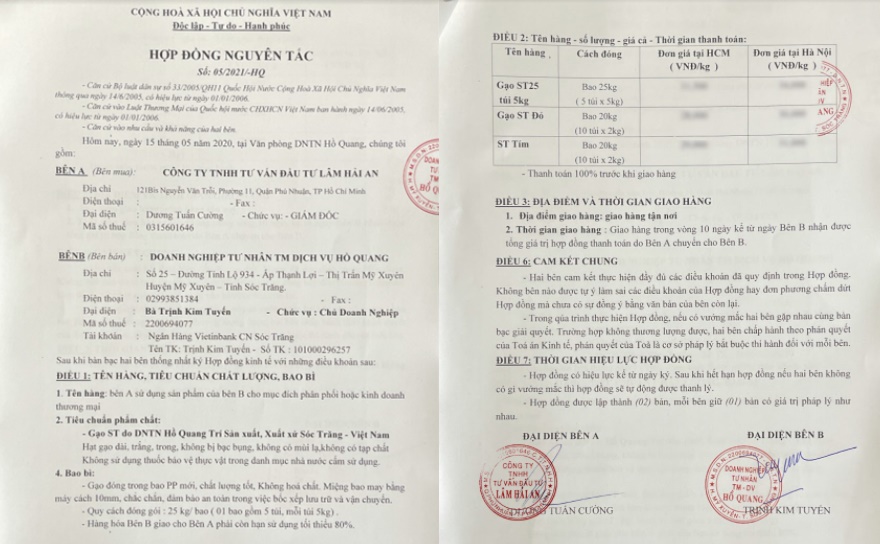 CỘNG HOÀ XÃ HỘI CHỦ NGHĨA VIỆT NAM
Độc lập - Tự do - Hạnh phúc
HỢP ĐỒNG NGUYÊN TẮC
Số: 05/2021/-HQ
- Căn cứ Bộ luật dân sự số 33/2005/QH11 Quốc Hội Nước Cộng Hoà Xã Hội Chủ Nghĩa Việt Nam
thông qua ngày 14/6/2005, có hiệu lực từ ngày 01/01/2006.
- Căn cứ vào Luật Thương Mại của Quốc hội nước CHXHCN Việt Nam ban hành ngày 14/06/2005,
có hiệu lực từ ngày 01/01/2006.
- Căn cứ vào nhu cầu và khả năng của hai bên.
Hôm nay, ngày 15 tháng 05 năm 2020, tại Văn phòng DNTN Hồ Quang, chúng tôi
gồm:
BÊN A (Bên mua): CÔNG TY TNHH TƯ VẤN ĐẦU TƯ LÂM HẢI AN
Địa chỉ 121Bis Nguyễn Văn Trỗi, Phường 11, Quận Phú Nhuận, TP Hồ Chí Minh
Điện thoại : - Fax :
Đại diện : Dương Tuấn Cường - Chức vụ: - GIÁM ĐỐC
Mã số thuế : 0315601646
BÊNB (Bên bán) : DOANH NGHIỆP TƯ NHÂN TM DỊCH VỤ HỒ QUANG
Địa chỉ : Số 25 – Đường Tỉnh Lộ 934 - Ấp Thạnh Lợi – Thị Trấn Mỹ Xuyên
Huyện Mỹ Xuyên – Tỉnh Sóc Trăng.
Điện thoại : 02993851384 - Fax :
Đại diện : Bà Trịnh Kim Tuyến - Chức vụ : Chủ Doanh Nghiệp
Mã số thuế : 2200694077
Tài khoản : Ngân Hàng Vietinbank CN Sóc Trăng
Tên TK: Trịnh Kim Tuyến - Số TK : 101000296257
Sau khi bàn bạc hai bên thống nhất ký Hợp đồng kinh tế với những điều khoản sau:
ĐIỀU 1: TÊN HÀNG, TIÊU CHUẨN CHẤT LƯỢNG, BAO BÌ
1. Tên hàng: bên A sử dụng sản phẩm của bên B cho mục đích phân phối hoặc kinh doanh
thương mại
2. Tiêu chuẩn phẩm chất:
- Gạo ST do DNTN Hồ Quang Trí Sản xuất, Xuất xứ Sóc Trăng - Việt Nam
Hạt gạo dài, trắng, trong, không bị bạc bụng, không có mùi lạ,không có tạp chất
Không sử dụng thuốc bảo vệ thực vật trong danh mục nhà nước cấm sử dụng.
4. Bao bì:
- Gạo đóng trong bao PP mới, chất lượng tốt, Không hoá chất. Miệng bao may bằng
máy cách 10mm, chắc chắn, đảm bảo an toàn trong việc bốc xếp lưu trữ và vận chuyển.
- Quy cách đóng gói : 25 kg/ bao ( 01 bao gồm 5 túi, mỗi túi 5kg) .
- Hàng hóa Bên B giao cho Bên A phải còn hạn sử dụng tối thiểu 80%.
ĐIỀU 2: Tên hàng - số lượng - giá cả - Thời gian thanh toán:
Tên hàng Cách đóng Đơn giá tại HCM Đơn giá tại Hà Nội
( VNĐ/kg ) ( VNĐ/kg )
Gạo ST25 Bao 25kg
túi 5kg ( 5 túi x 5kg)
Gạo ST Đỏ Bao 20kg
(10 túi x 2kg)
ST Tím Bao 20kg
(10 túi x 2kg)
- Thanh toán 100% trước khi giao hàng
ĐIỀU 3: ĐỊA ĐIỂM VÀ THỜI GIAN GIAO HÀNG
1. Địa điểm giao hàng: giao hàng tận nơi
2. Thời gian giao hàng : Giao hàng trong vòng 10 ngày kể từ ngày Bên B nhận được
tổng giá trị hợp đồng thanh toán do Bên A chuyển cho Bên B.
ĐIỀU 6: CAM KẾT CHUNG
- Hai bên cam kết thực hiện đầy đủ các điều khoản đã quy định trong Hợp đồng.
Không bên nào được tự ý làm sai các điều khoản của Hợp đồng hay đơn phương chấm dứt
Hợp đồng mà chưa có sự đồng ý bằng văn bản của bên còn lại.
- Trong qúa trình thực hiện Hợp đồng, nếu có vướng mắc hai bên gặp nhau cùng bàn
bạc giải quyết. Trường hợp không thương lượng được, hai bên chấp hành theo phán quyết
của Toà án Kinh tế, phán quyết của Toà là cơ sở pháp lý bắt buộc thi hành đối với mỗi bên.
ĐIỀU 7: THỜI GIAN HIỆU LỰC HỢP ĐỒNG
- Hợp đồng có hiệu lực kể từ ngày ký. Sau khi hết hạn hợp đồng nếu hai bên không
có gì vướng mắc thì hợp đồng sẽ tự động được thanh lý.
- Hợp đồng được lập thành (02) bản, mỗi bên giữ (01) bản có giá trị pháp lý như
nhau.
ĐẠI DIỆN BÊN A ĐẠI DIỆN BÊN B
CÔNG TY
TNHH
TƯ VẤN ĐẦU TƯ
LÂM HẢI AN
DOANH NGHIỆP
TƯ NHÂN
TM - DV
HỒ QUANG
DƯƠNG TUẤN CƯỜNG TRỊNH KIM TUYẾN